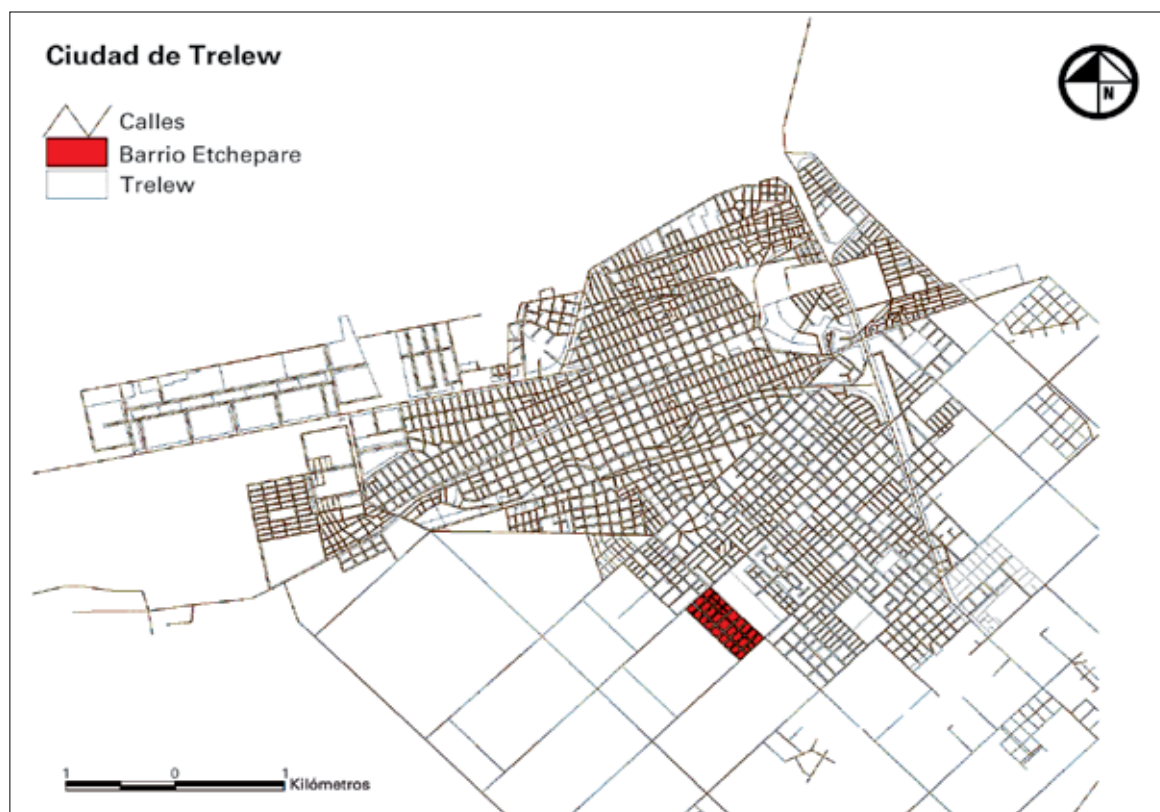 Ciudad de Trelew
Calles
Barrio Etchepare
Trelew
N
1 0 1
Kilómetros